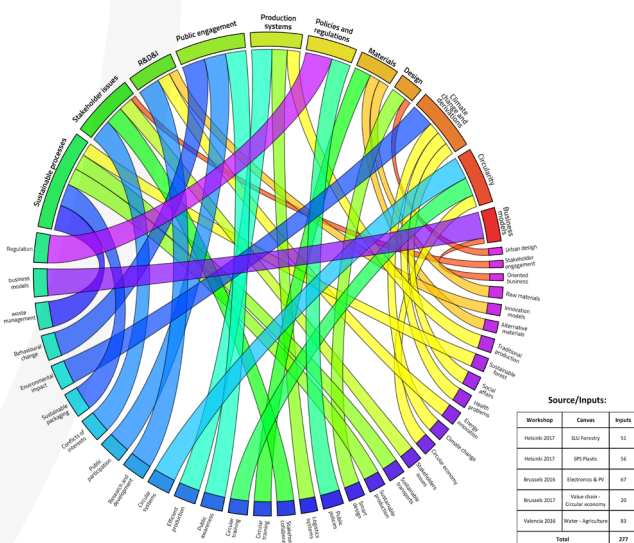 Production
systems
Public engagement
Policies and
regulations
R&D&I
Materials
Stakeholder issues
Design
Climate
change and
derivations
Sustainable processes
Circularity
Business
models
Regulation
business
models
waste
management
Behavioural
change
Environmental
impact
Sustainable
packaging
Conflicts of
interests
Public
participation
Research and
development
Circular
systems
Efficient
production
Public
awareness
Circular
training
Circular
training
Stakehol
collabora
Logistics
systems
Public
policies
Smart
design
Sustainable
production
Sustainable
transports
Stakeholders
issues
Circular economy
Climate change
Energy
innovation
Health
problems
Social
affairs
Sustainable
forest
Traditional
production
Alternative
materials
Innovation
models
Raw materials
Oriented
business
Stakeholder
engagement
Urban design
Source/Inputs:
Workshop Canvas Inputs
Helsinki 2017 SLU Forestry 51
Helsinki 2017 SPS Plastic 56
Brussels 2016 Electronics & PV 67
Brussels 2017 Value chain - Circular economy 20
Valencia 2016 Water - Agriculture 83
Total 277